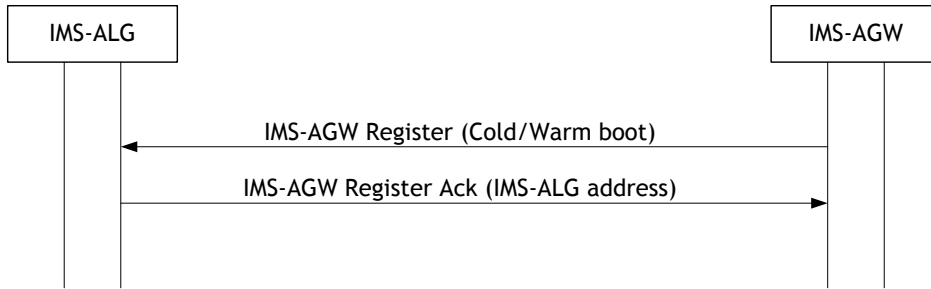 IMS-ALG
IMS-AGW
IMS-AGW Register (Cold/Warm boot)
IMS-AGW Register Ack (IMS-ALG address)